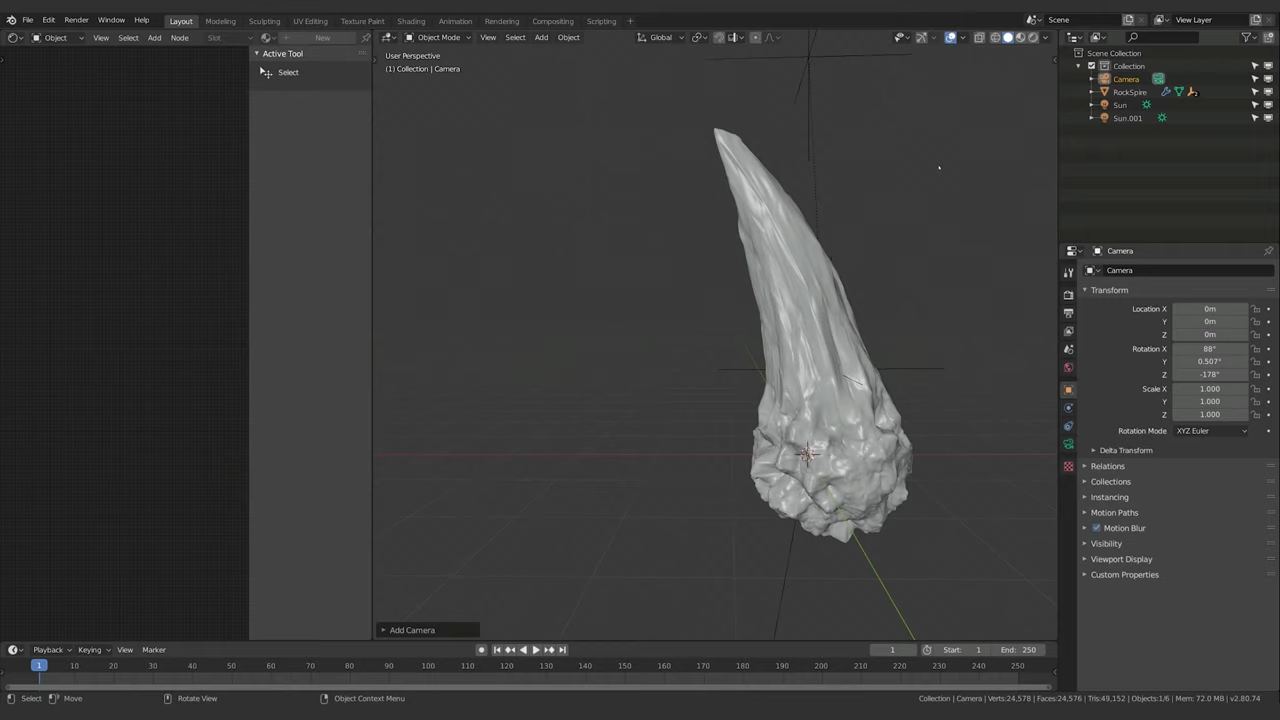 File Edit Render Window Help Layout Modeling Sculpting UV Editing Texture Paint Shading Animation Rendering Compositing Scripting + Scene View Layer
Object View Select Add Node Slot New Object Mode View Select Add Object Global
Active Tool
Select
User Perspective
(1) Collection | Camera
Add Camera
Scene Collection
Collection
Camera
RockSpire
2
Sun
Sun.001
Camera
Camera
Transform
Location X 0m
Y 0m
Z 0m
Rotation X 88°
Y 0.507°
Z -178°
Scale X 1.000
Y 1.000
Z 1.000
Rotation Mode XYZ Euler
Delta Transform
Relations
Collections
Instancing
Motion Paths
Motion Blur
Visibility
Viewport Display
Custom Properties
Playback Keying View Marker 1 Start: 1 End: 250
1 10 20 30 40 50 60 70 80 90 100 110 120 130 140 150 160 170 180 190 200 210 220 230 240 250
Select Move Rotate View Object Context Menu Collection | Camera | Verts:24,578 | Faces:24,576 | Tris:49,152 | Objects:1/6 | Mem: 72.0 MB | v2.80.74